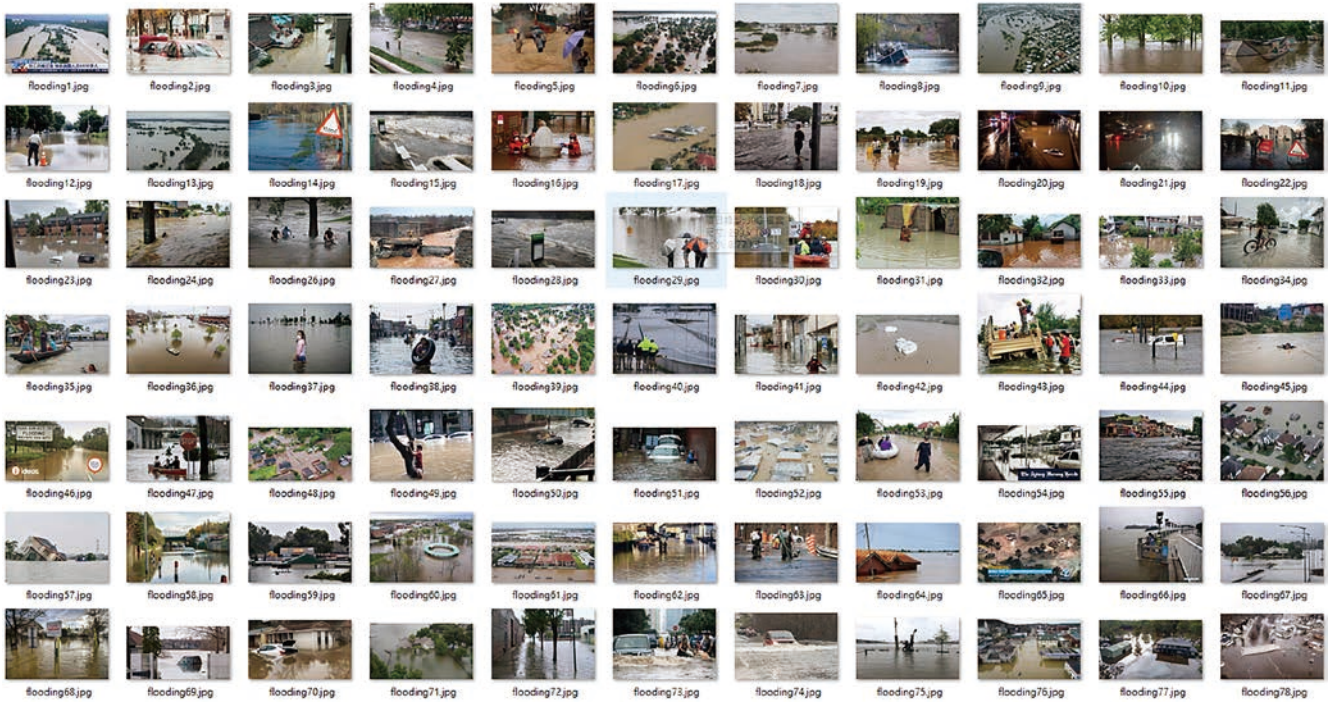 flooding1.jpg flooding2.jpg flooding3.jpg flooding4.jpg flooding5.jpg flooding6.jpg flooding7.jpg flooding8.jpg flooding9.jpg flooding10.jpg flooding11.jpg
flooding12.jpg flooding13.jpg flooding14.jpg flooding15.jpg flooding16.jpg flooding17.jpg flooding18.jpg flooding19.jpg flooding20.jpg flooding21.jpg flooding22.jpg
flooding23.jpg flooding24.jpg flooding26.jpg flooding27.jpg flooding28.jpg flooding29.jpg flooding30.jpg flooding31.jpg flooding32.jpg flooding33.jpg flooding34.jpg
flooding35.jpg flooding36.jpg flooding37.jpg flooding38.jpg flooding39.jpg flooding40.jpg flooding41.jpg flooding42.jpg flooding43.jpg flooding44.jpg flooding45.jpg
FLOODING
STOP
ideas
The Sydney Morning Herald
flooding46.jpg flooding47.jpg flooding48.jpg flooding49.jpg flooding50.jpg flooding51.jpg flooding52.jpg flooding53.jpg flooding54.jpg flooding55.jpg flooding56.jpg
flooding57.jpg flooding58.jpg flooding59.jpg flooding60.jpg flooding61.jpg flooding62.jpg flooding63.jpg flooding64.jpg flooding65.jpg flooding66.jpg flooding67.jpg
flooding68.jpg flooding69.jpg flooding70.jpg flooding71.jpg flooding72.jpg flooding73.jpg flooding74.jpg flooding75.jpg flooding76.jpg flooding77.jpg flooding78.jpg